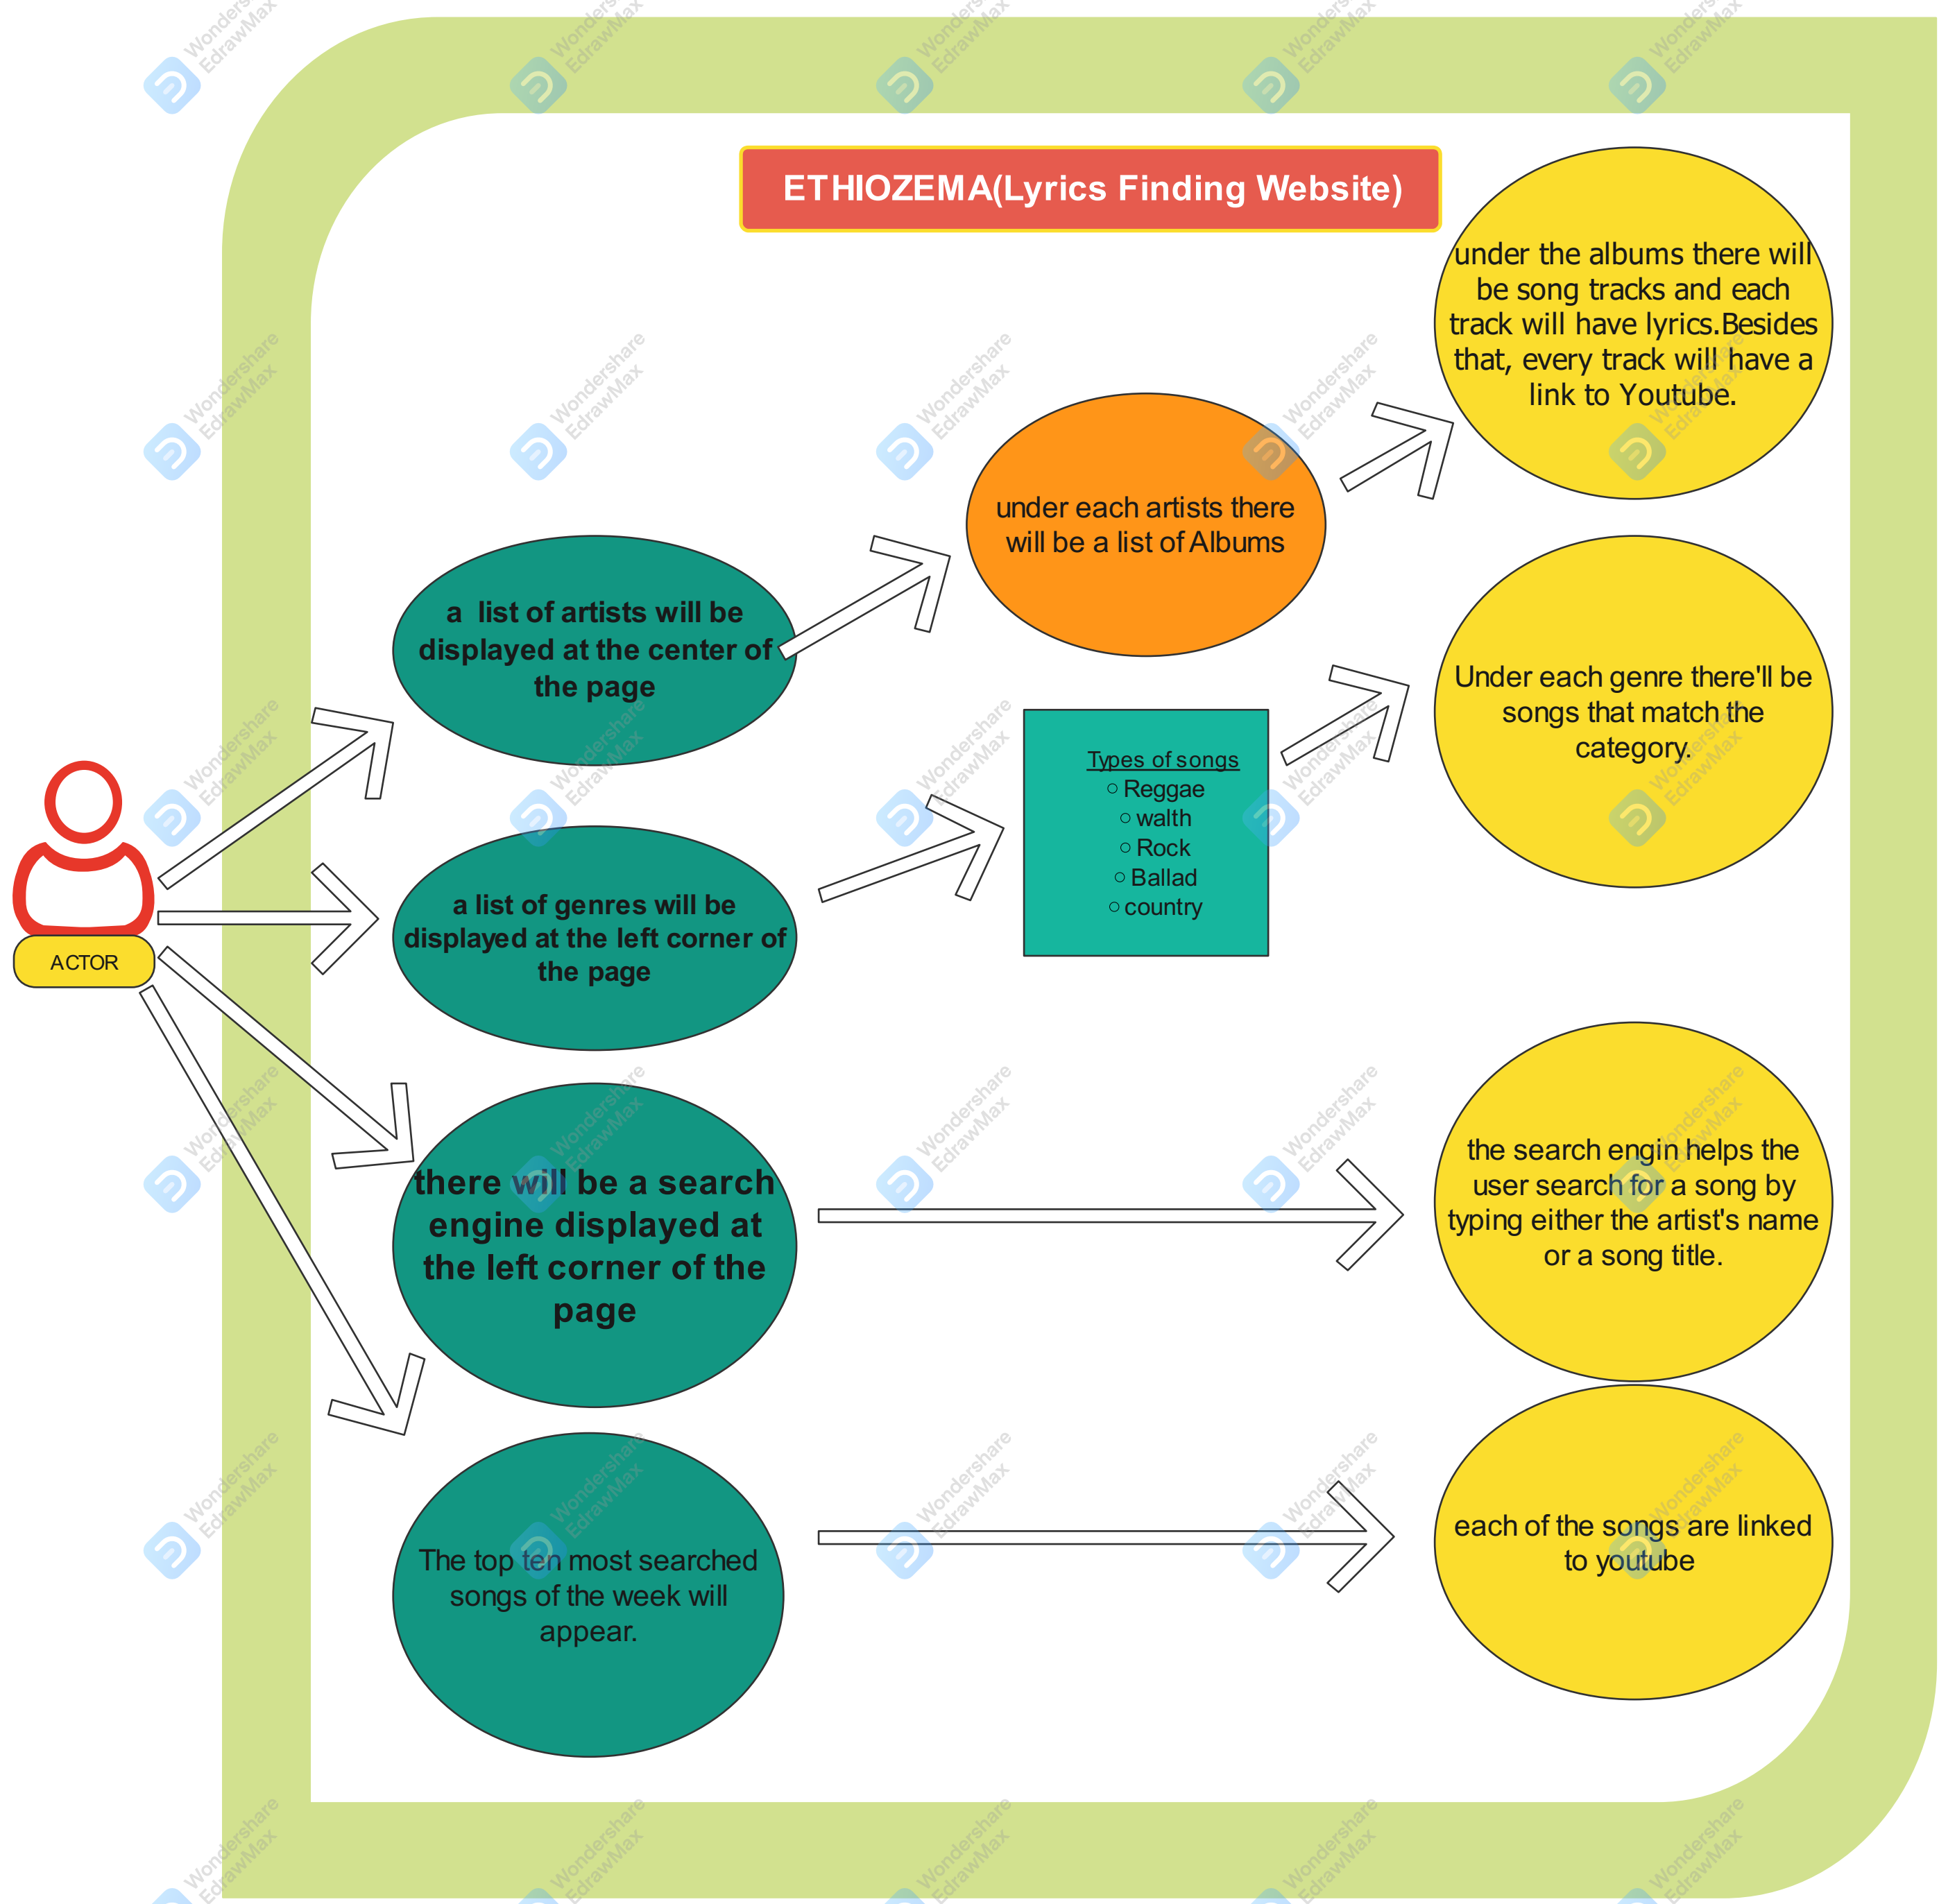 ETHIOZEMA(Lyrics Finding Website)
under the albums there will
be song tracks and each
track will have lyrics.Besides
that, every track will have a
link to Youtube.
under each artists there
will be a list of Albums
a list of artists will be
displayed at the center of
the page
Under each genre there'll be
songs that match the
category.
Types of songs
Reggae
walth
Rock
Ballad
country
a list of genres will be
displayed at the left corner of
the page
ACTOR
there will be a search
engine displayed at
the left corner of the
page
the search engin helps the
user search for a song by
typing either the artist's name
or a song title.
The top ten most searched
songs of the week will
appear.
each of the songs are linked
to youtube
Wondershare
EdrawMax